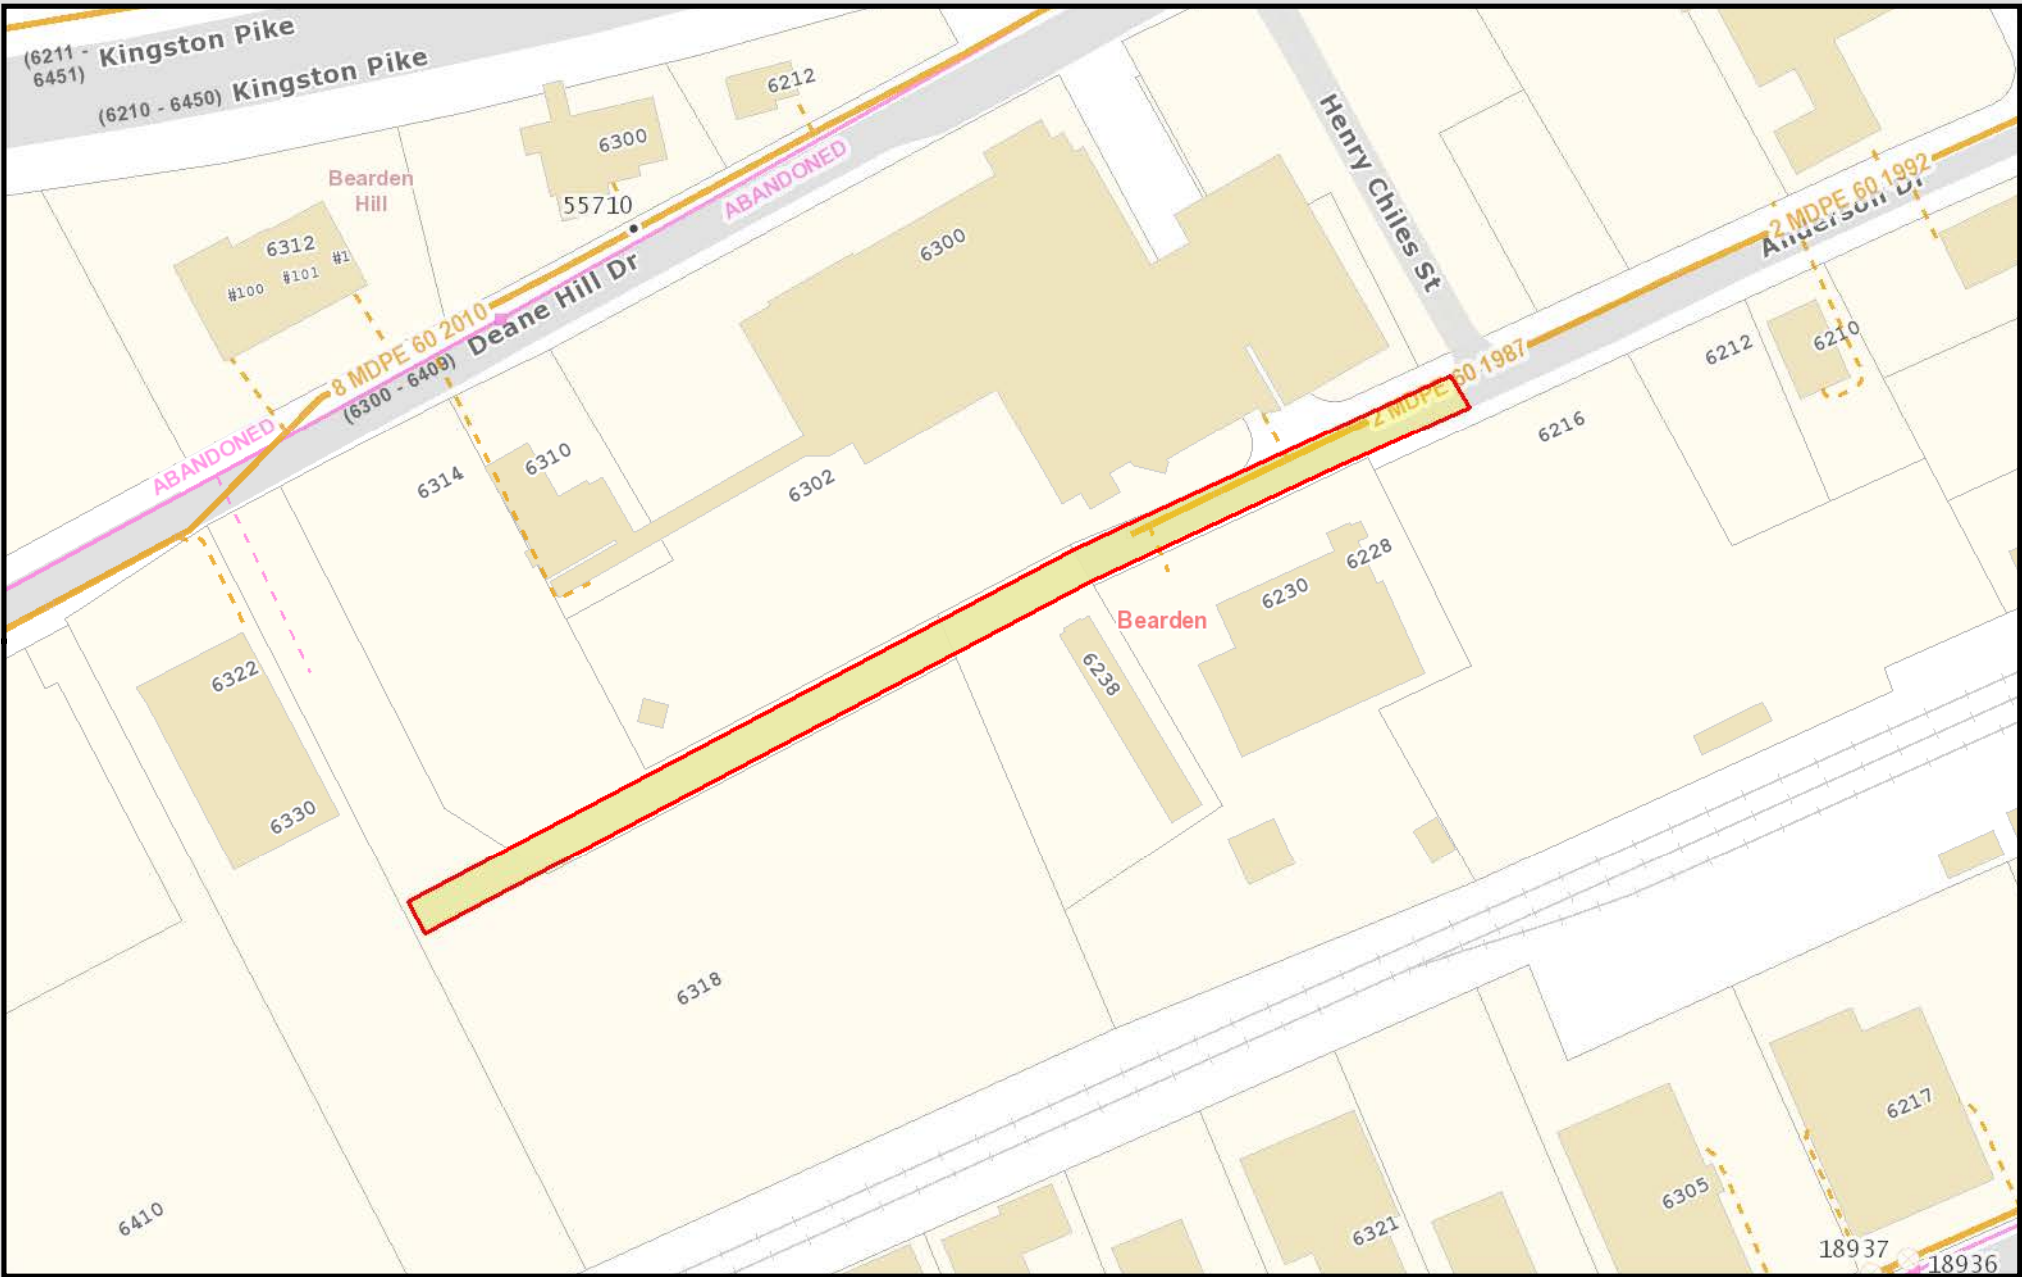 (6211 -
6451)
Kingston Pike
(6210 - 6450) Kingston Pike
6212
6300
Bearden
Hill
55710
ABANDONED
6312
#100 #101 #1
6300
Henry Chiles St
2 MDPE 60 1992
Anderson Dr
8 MDPE 60 2010
Deane Hill Dr
(6300 - 6409)
ABANDONED
6314
6310
6302
2 MDPE 60 1987
6212
6210
6216
6228
6230
Bearden
6238
6322
6330
6318
6410
6321
6305
6217
18937
18936